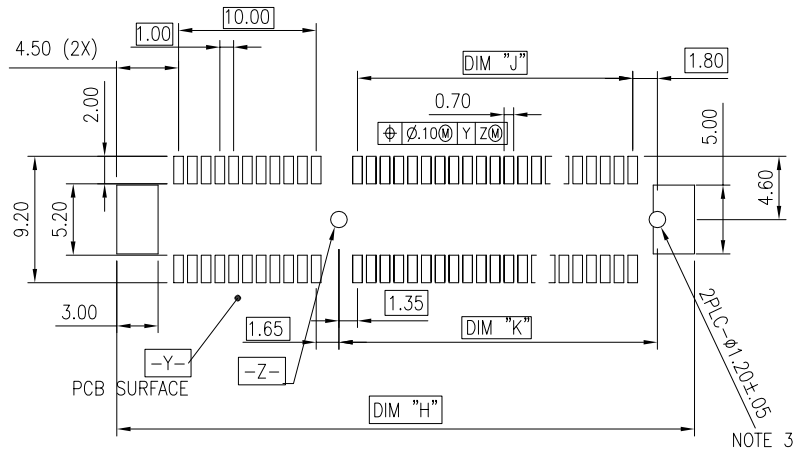 10.00
1.00
4.50 (2X)
DIM "J"
1.80
2.00
0.70
⌖ Ø.10Ⓜ Y ZⓂ
5.00
4.60
9.20
5.20
3.00
1.65
1.35
DIM "K"
-Y-
-Z-
PCB SURFACE
2PLC-Ø1.20±.05
DIM "H"
NOTE 3